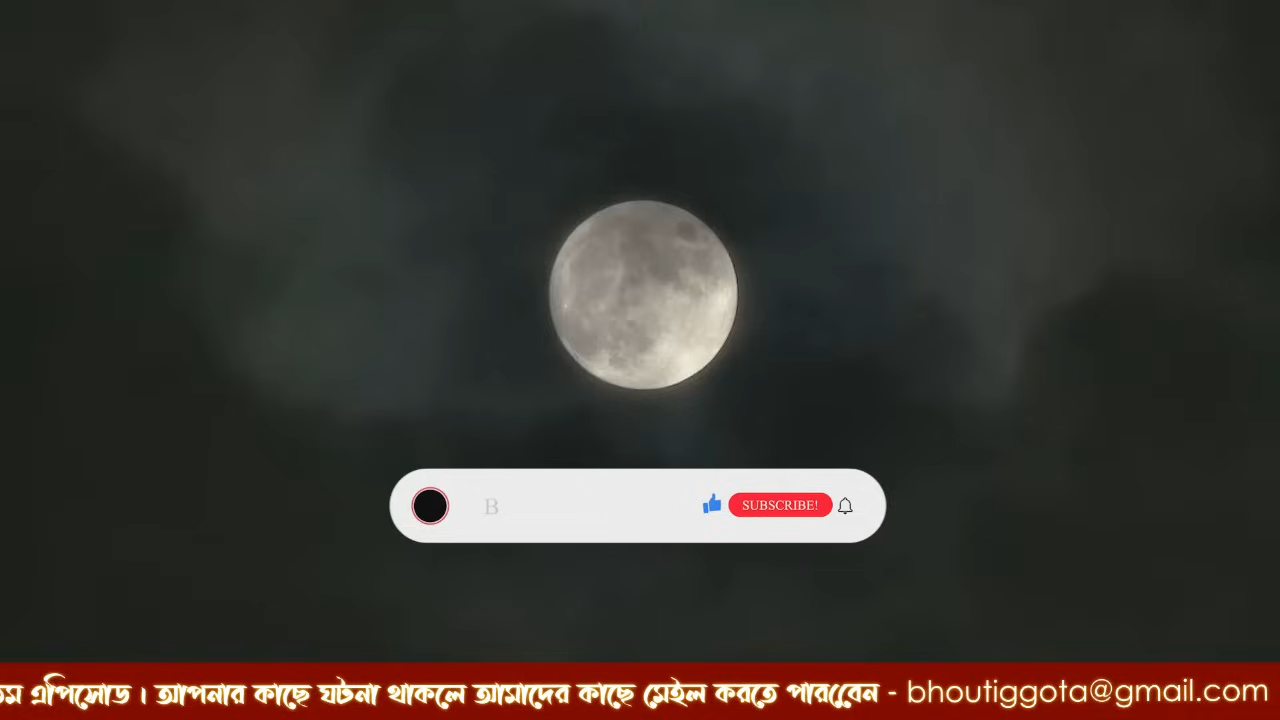 B
SUBSCRIBE!
এপিসোড । আপনার কাছে ঘটনা থাকলে আমাদের কাছে মেইল করতে পারবেন - bhoutiggota@gmail.com